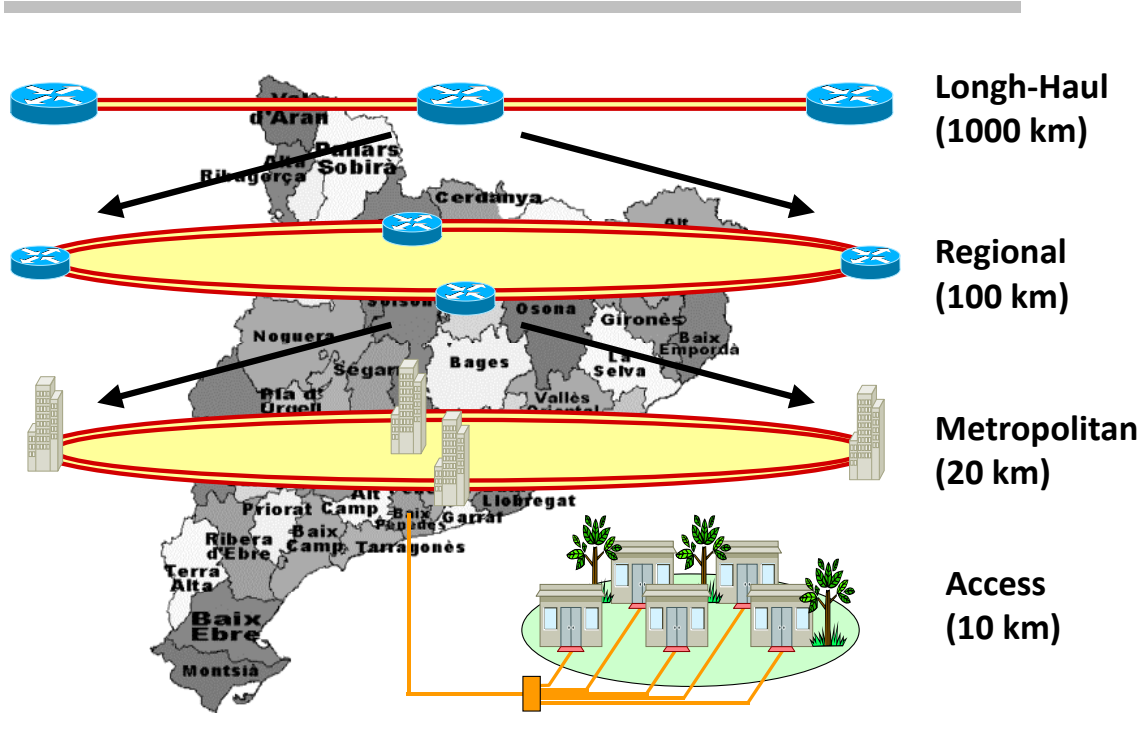 Longh-Haul
(1000 km)
d'Aran
Pallars
Sobirà
Alta
Ribagorça
Cerdanya
Alt
Regional
(100 km)
Osona
Noguera
Gironès
Baix
Empordà
Bages
La
Selva
Pla d'
Urgell
Vallès
Oriental
Metropolitan
(20 km)
Llobregat
Alt
Priorat Camp
Baix
Penedès
Garraf
Ribera
d'Ebre
Baix
Camp
Tarragonès
Terra
Alta
Access
(10 km)
Baix
Ebre
Montsià